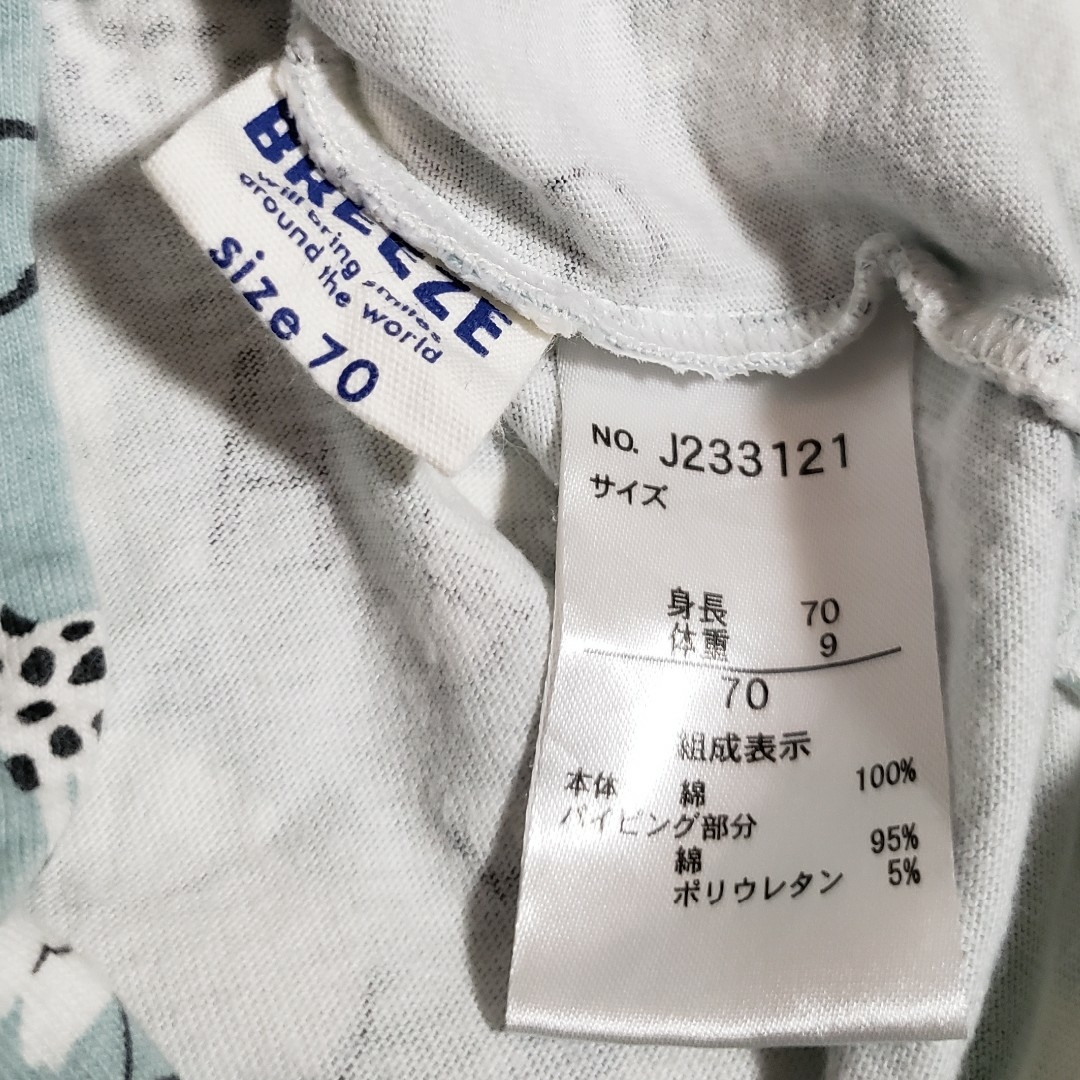 BREEZE
will bring smiles
around the world
size 70
NO. J233121
サイズ
身長 70
体重 9
70
組成表示
本体 綿 100%
パイピング部分
綿 95%
ポリウレタン 5%